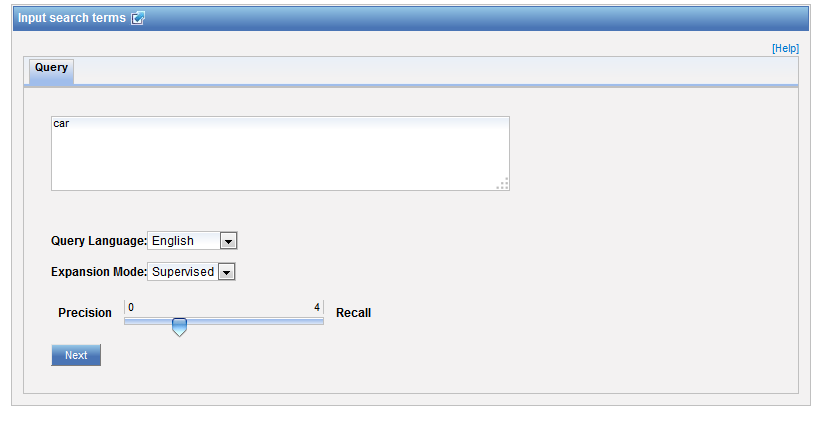 Input search terms
[Help]
Query
car
Query Language: English
Expansion Mode: Supervised
0 4
Precision Recall
Next